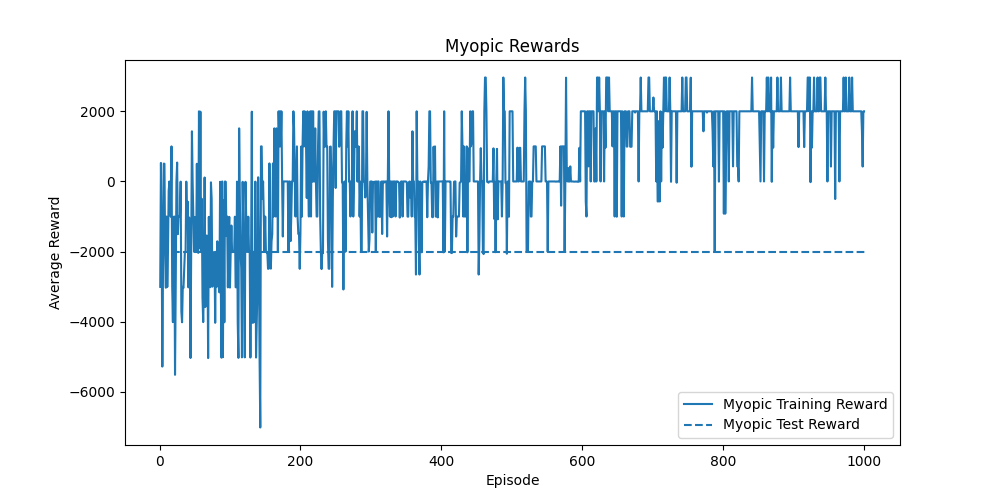 Myopic Rewards
2000
0
−2000
−4000
−6000
Average Reward
0
200
400
600
800
1000
Episode
Myopic Training Reward
Myopic Test Reward